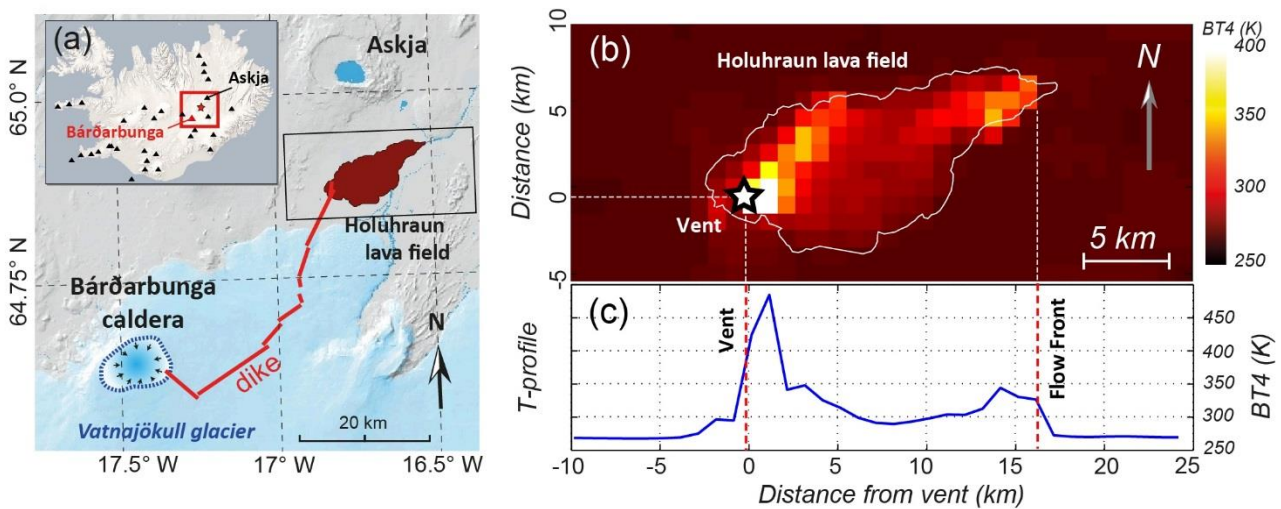 (a)
Askja
Bárðarbunga
Askja
65.0° N
64.75° N
Holuhraun
lava field
Bárðarbunga
caldera
dike
N
Vatnajökull glacier
20 km
17.5° W
17° W
16.5° W
(b)
Holuhraun lava field
Vent
N
5 km
Distance (km)
10
5
0
-5
BT4 (K)
400
350
300
250
(c)
Vent
Flow Front
T-profile
450
400
350
300
250
BT4 (K)
-10
-5
0
5
10
15
20
25
Distance from vent (km)